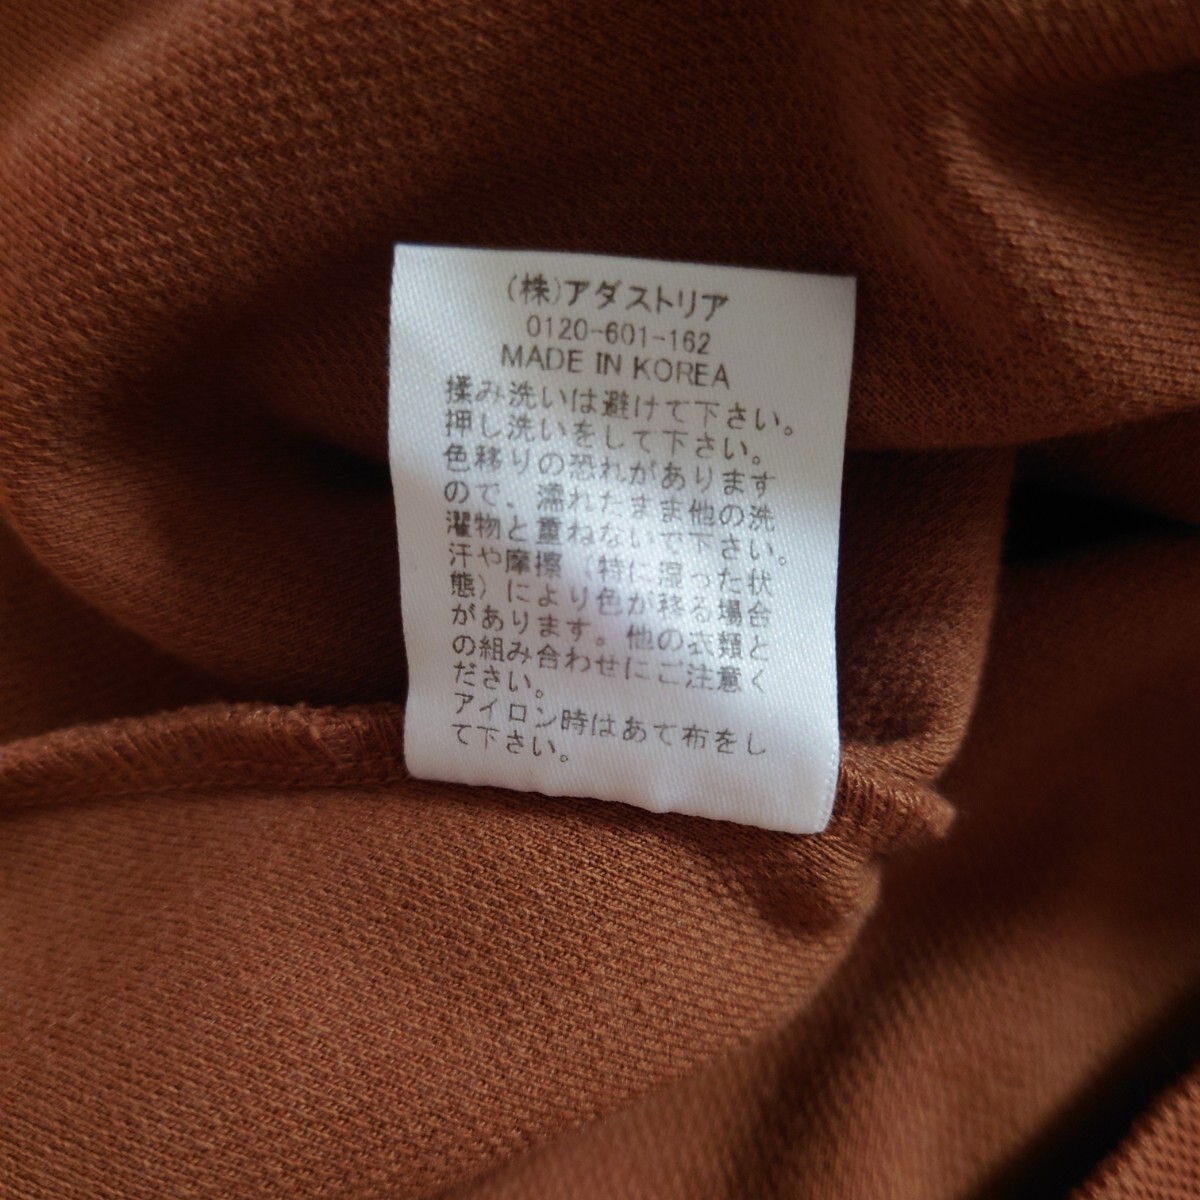 (株)アダストリア
0120-601-162
MADE IN KOREA
揉み洗いは避けて下さい。
押し洗いをして下さい。
色移りの恐れがあります
ので、濡れたまま他の洗
濯物と重ねないで下さい。
汗や摩擦(特に湿った状
態)により色が移る場合
があります。他の衣類と
の組み合わせにご注意く
ださい。
アイロン時はあて布をし
て下さい。